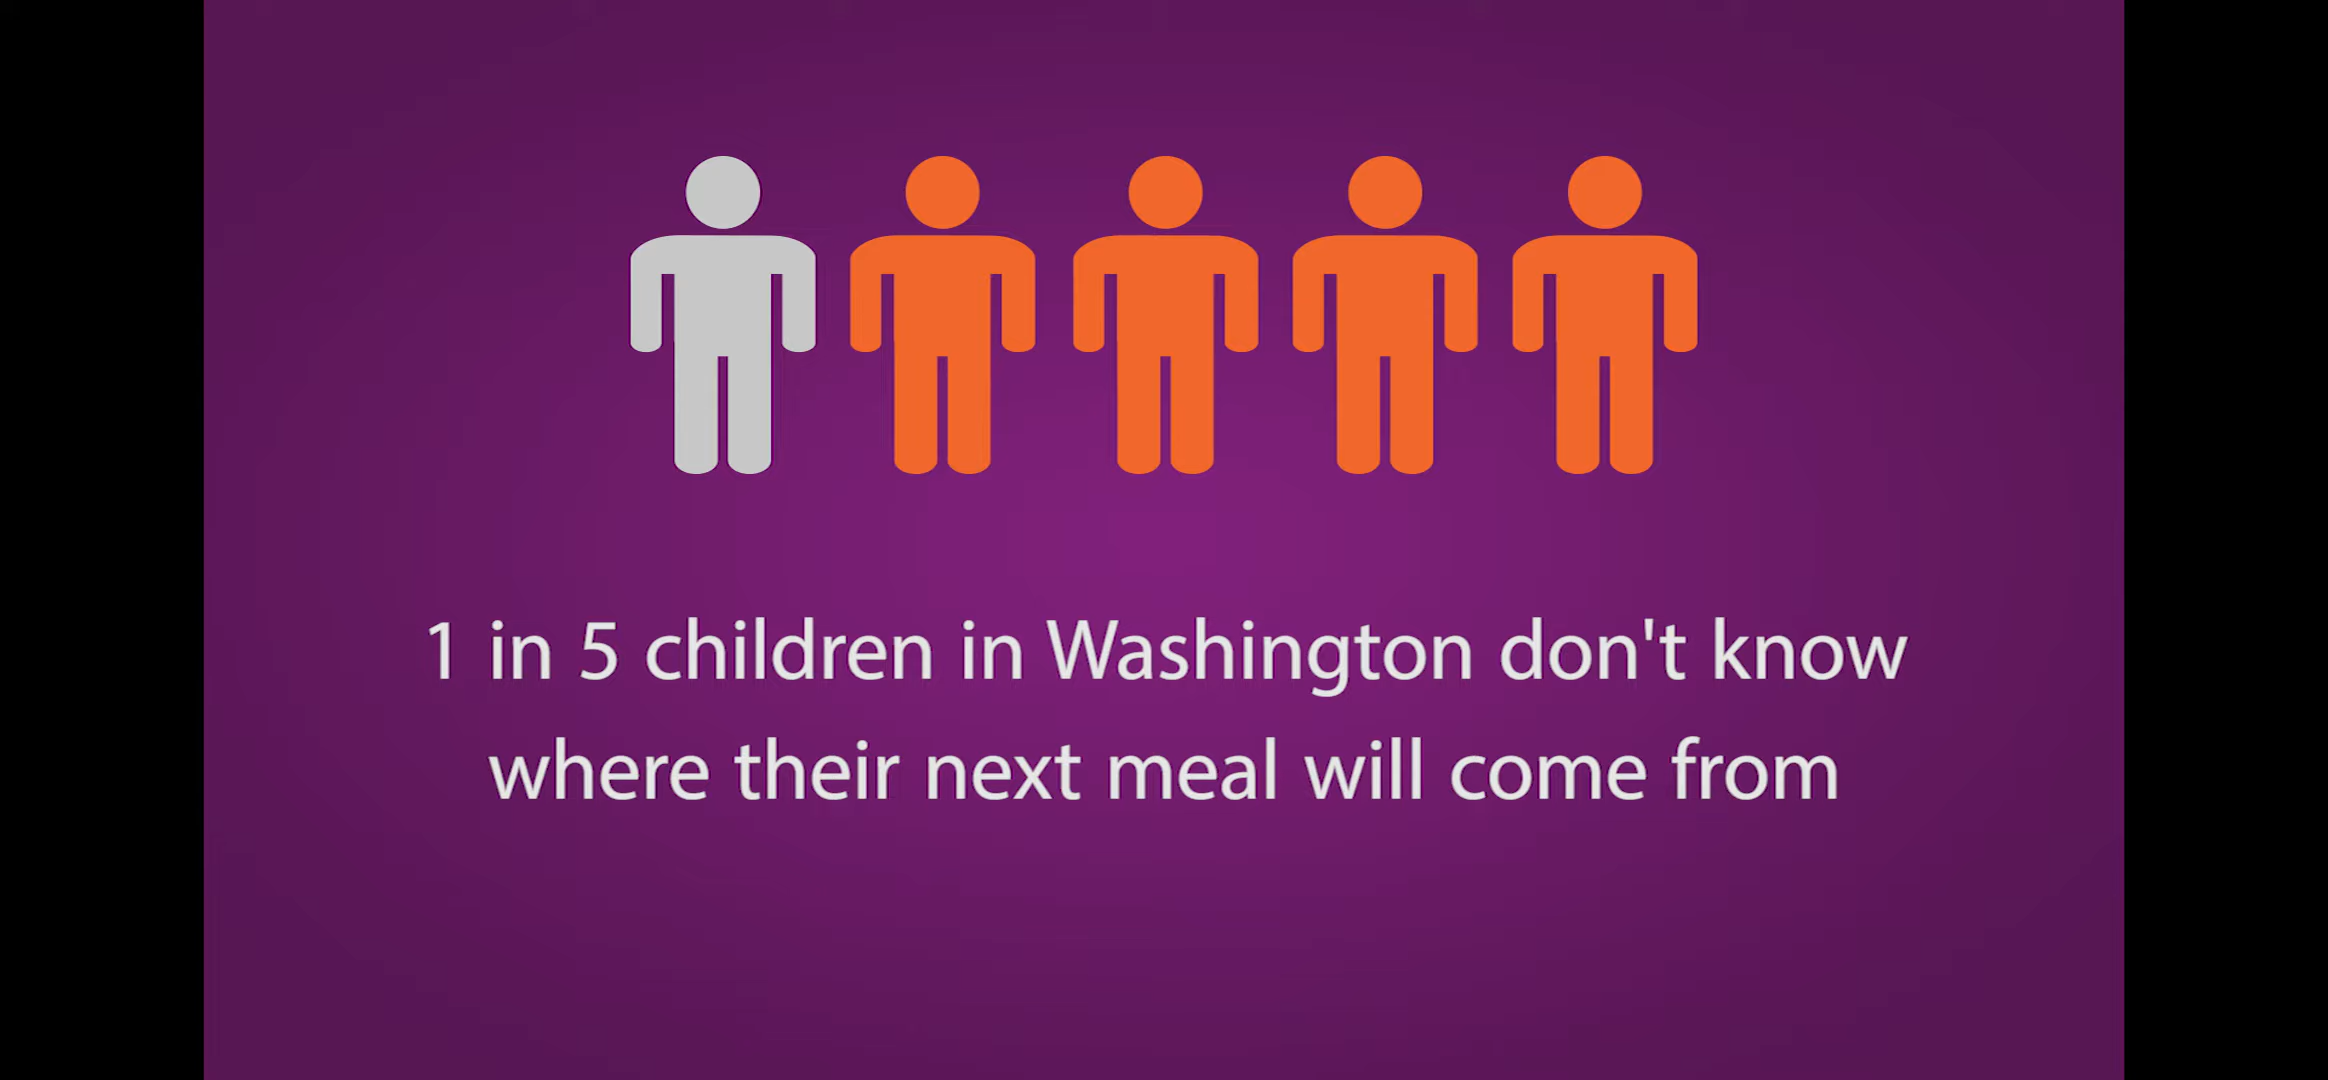 1 in 5 children in Washington don't know
where their next meal will come from